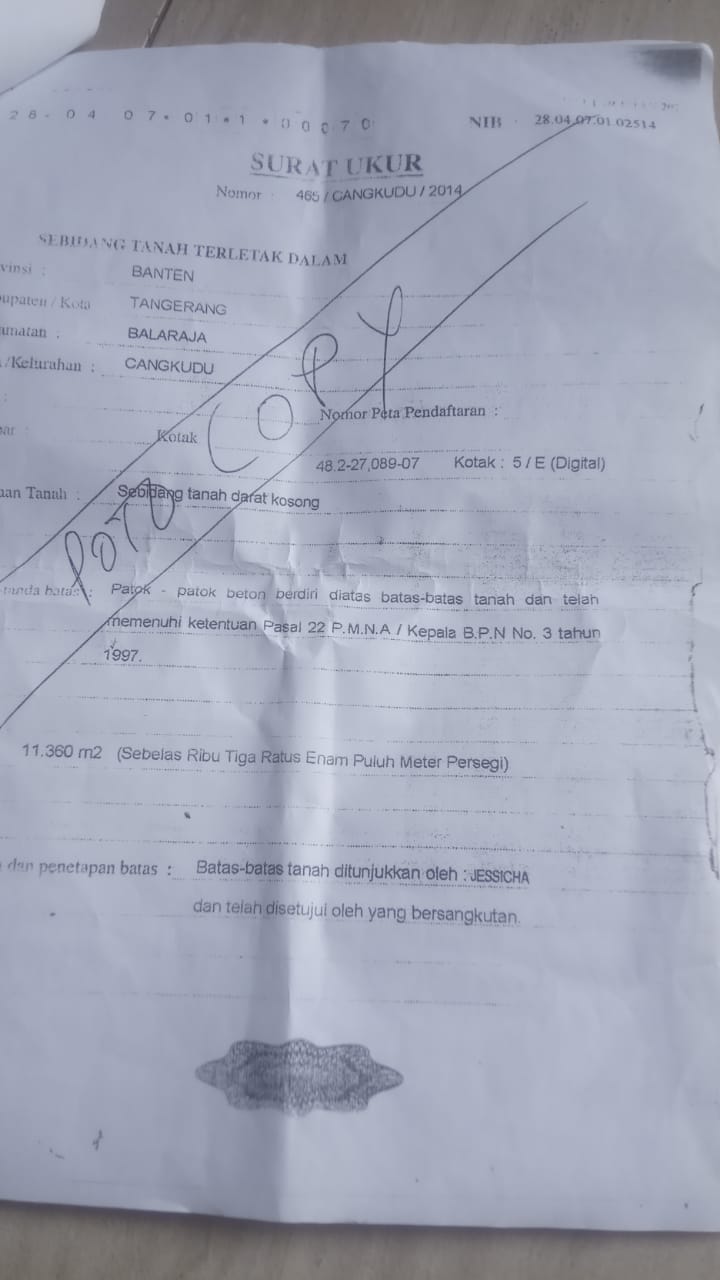 28-04 07-01-1-00070
NIB : 28.04.07.01.02514
SURAT UKUR
Nomor : 465 / CANGKUDU / 2014
SEBIDANG TANAH TERLETAK DALAM
vinsi : BANTEN
upaten / Kota TANGERANG
amatan : BALARAJA
/Kelurahan : CANGKUDU
:
Nomor Peta Pendaftaran :
bar : Kotak
48.2-27,089-07 Kotak : 5 / E (Digital)
aan Tanah : Sebidang tanah darat kosong
POTO COPY
tanda batas : Patok - patok beton berdiri diatas batas-batas tanah dan telah
memenuhi ketentuan Pasal 22 P.M.N.A / Kepala B.P.N No. 3 tahun
1997.
11.360 m2 (Sebelas Ribu Tiga Ratus Enam Puluh Meter Persegi)
dan penetapan batas : Batas-batas tanah ditunjukkan oleh : JESSICHA
dan telah disetujui oleh yang bersangkutan.